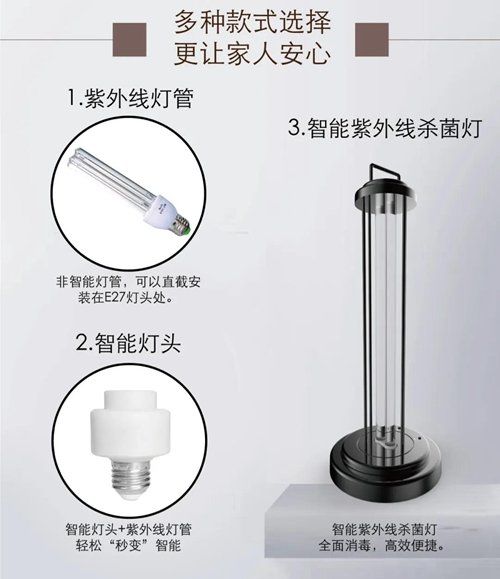 多种款式选择
更让家人安心
1.紫外线灯管
非智能灯管，可以直截安
装在E27灯头处。
2.智能灯头
智能灯头+紫外线灯管
轻松“秒变”智能
3.智能紫外线杀菌灯
智能紫外线杀菌灯
全面消毒，高效便捷。